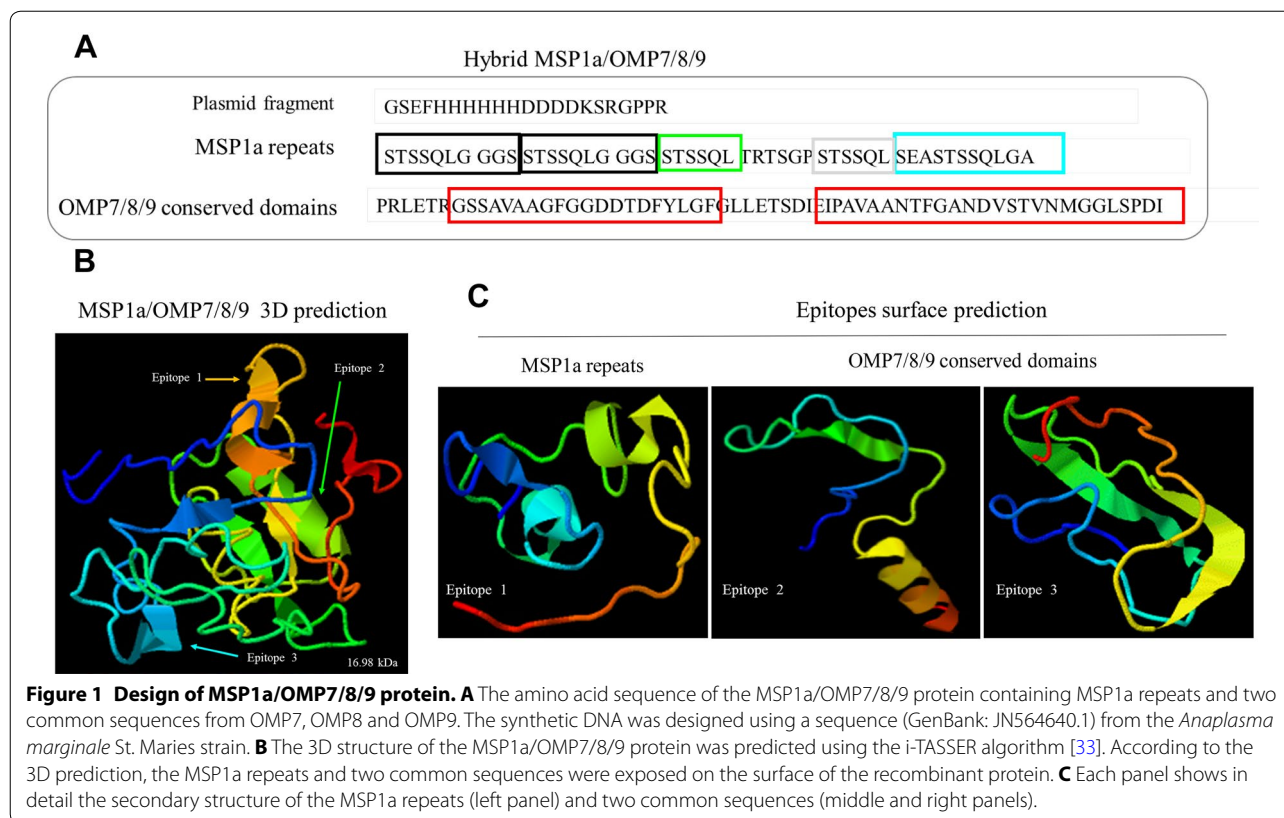 A
Hybrid MSP1a/OMP7/8/9
Plasmid fragment GSEFHHHHHHDDDDKSRGPPR
MSP1a repeats STSSQLG GGS STSSQLG GGS STSSQL TRTSGP STSSQL SEASTSSQLGA
OMP7/8/9 conserved domains PRLETRGSSAVAAGFGGDDTDFYLGFGLLETSDIEIPAVAANTFGANDVSTVNMGGLSPDI
B
MSP1a/OMP7/8/9 3D prediction
Epitope 1
Epitope 2
Epitope 3
16.98 kDa
C
Epitopes surface prediction
MSP1a repeats
OMP7/8/9 conserved domains
Epitope 1
Epitope 2
Epitope 3
Figure 1 Design of MSP1a/OMP7/8/9 protein. A The amino acid sequence of the MSP1a/OMP7/8/9 protein containing MSP1a repeats and two
common sequences from OMP7, OMP8 and OMP9. The synthetic DNA was designed using a sequence (GenBank: JN564640.1) from the Anaplasma
marginale St. Maries strain. B The 3D structure of the MSP1a/OMP7/8/9 protein was predicted using the i-TASSER algorithm [33]. According to the
3D prediction, the MSP1a repeats and two common sequences were exposed on the surface of the recombinant protein. C Each panel shows in
detail the secondary structure of the MSP1a repeats (left panel) and two common sequences (middle and right panels).